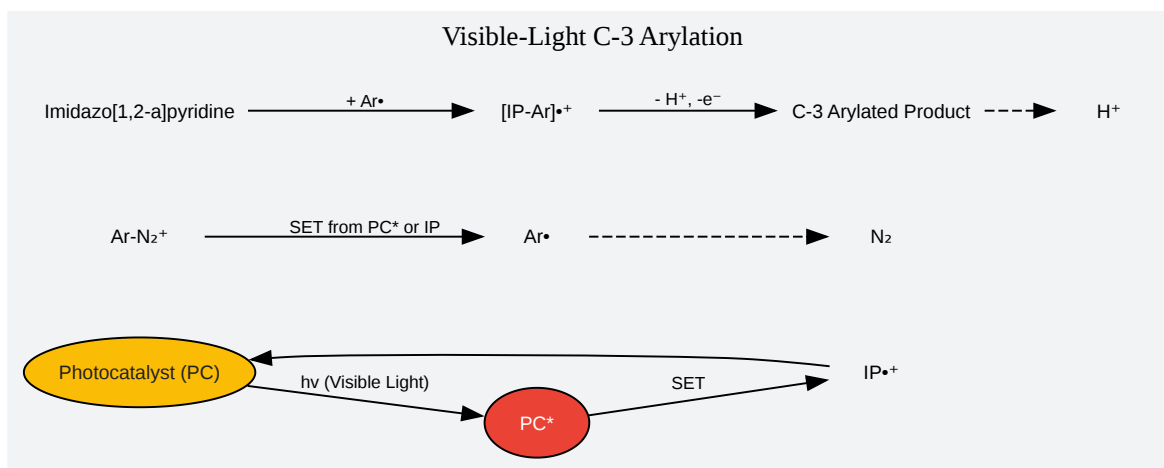 Visible-Light C-3 Arylation
Imidazo[1,2-a]pyridine
+ Ar•
[IP-Ar]•⁺
- H⁺, -e⁻
C-3 Arylated Product
H⁺
Ar-N₂⁺
SET from PC* or IP
Ar•
N₂
Photocatalyst (PC)
hv (Visible Light)
PC*
SET
IP•⁺